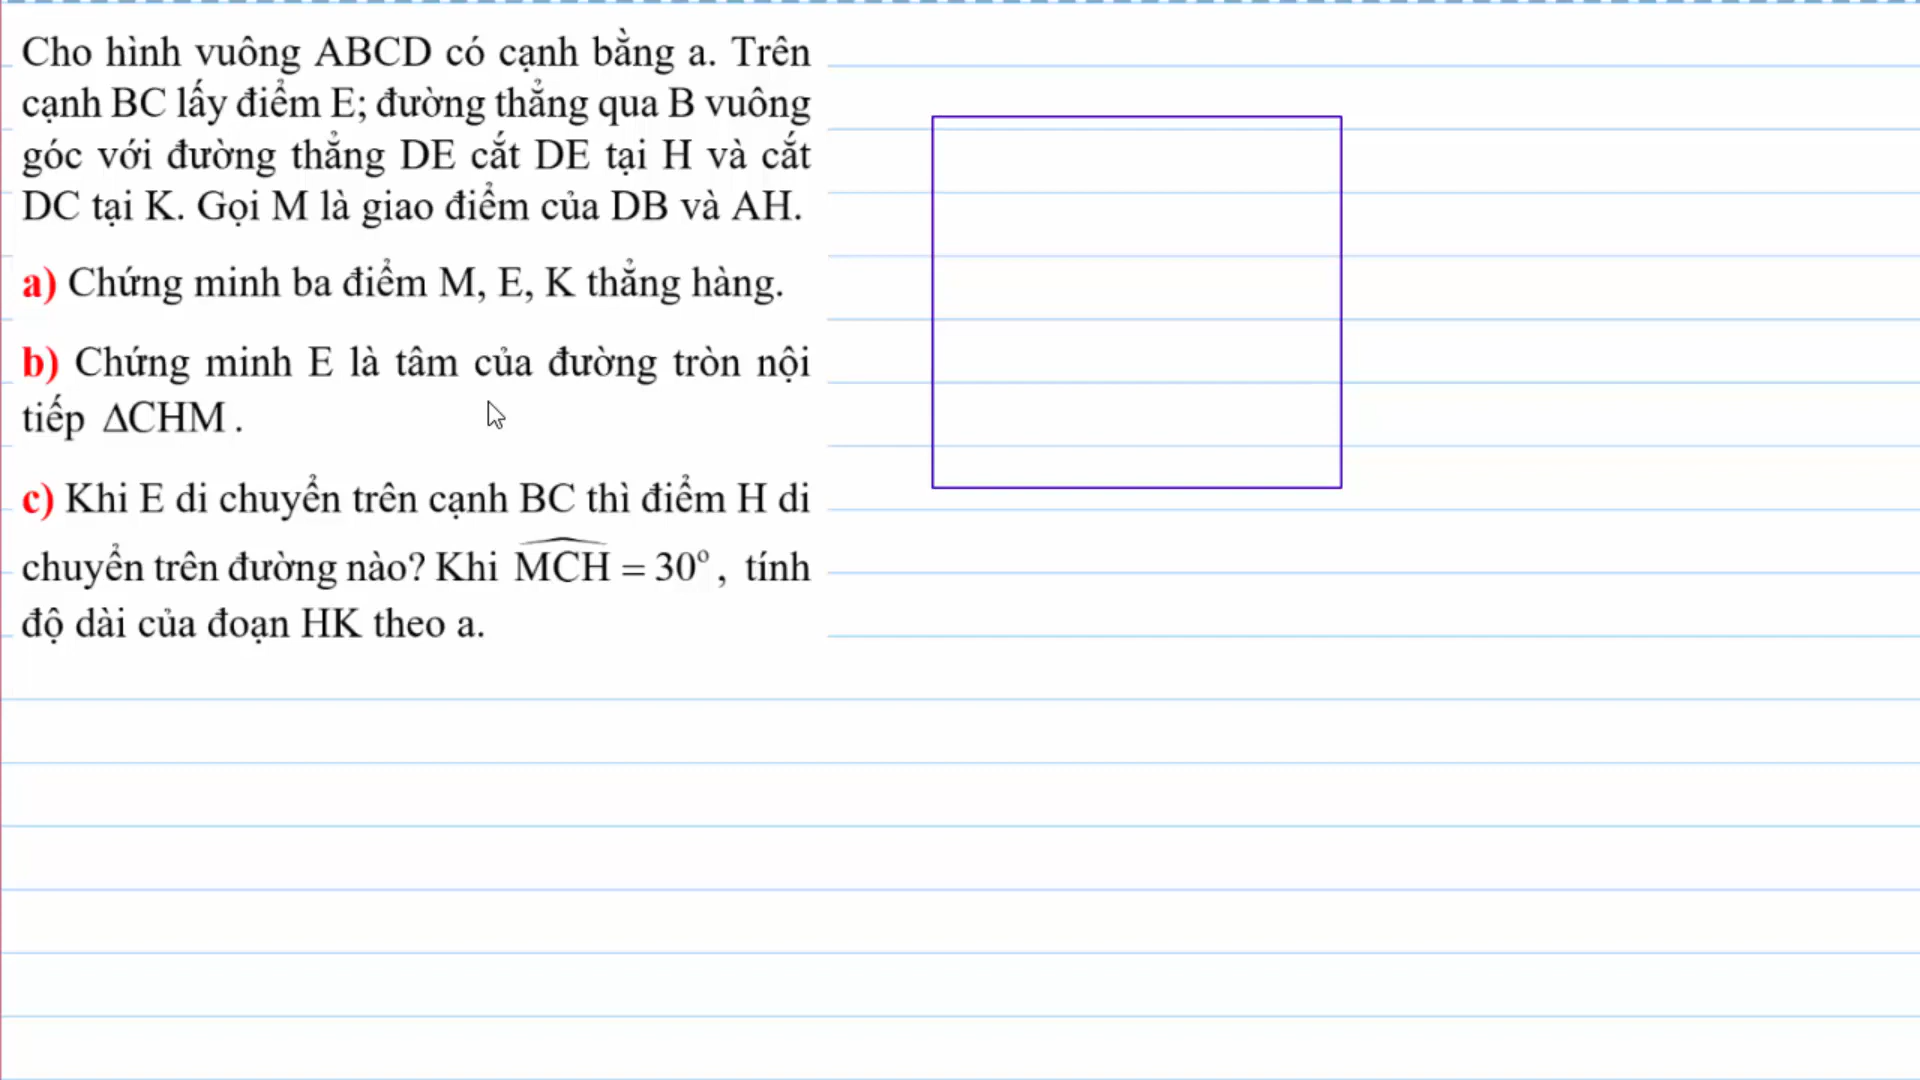 Cho hình vuông ABCD có cạnh bằng a. Trên
cạnh BC lấy điểm E; đường thẳng qua B vuông
góc với đường thẳng DE cắt DE tại H và cắt
DC tại K. Gọi M là giao điểm của DB và AH.
a) Chứng minh ba điểm M, E, K thẳng hàng.
b) Chứng minh E là tâm của đường tròn nội
tiếp ΔCHM.
c) Khi E di chuyển trên cạnh BC thì điểm H di
chuyển trên đường nào? Khi $\widehat{MCH} = 30^o$, tính
độ dài của đoạn HK theo a.